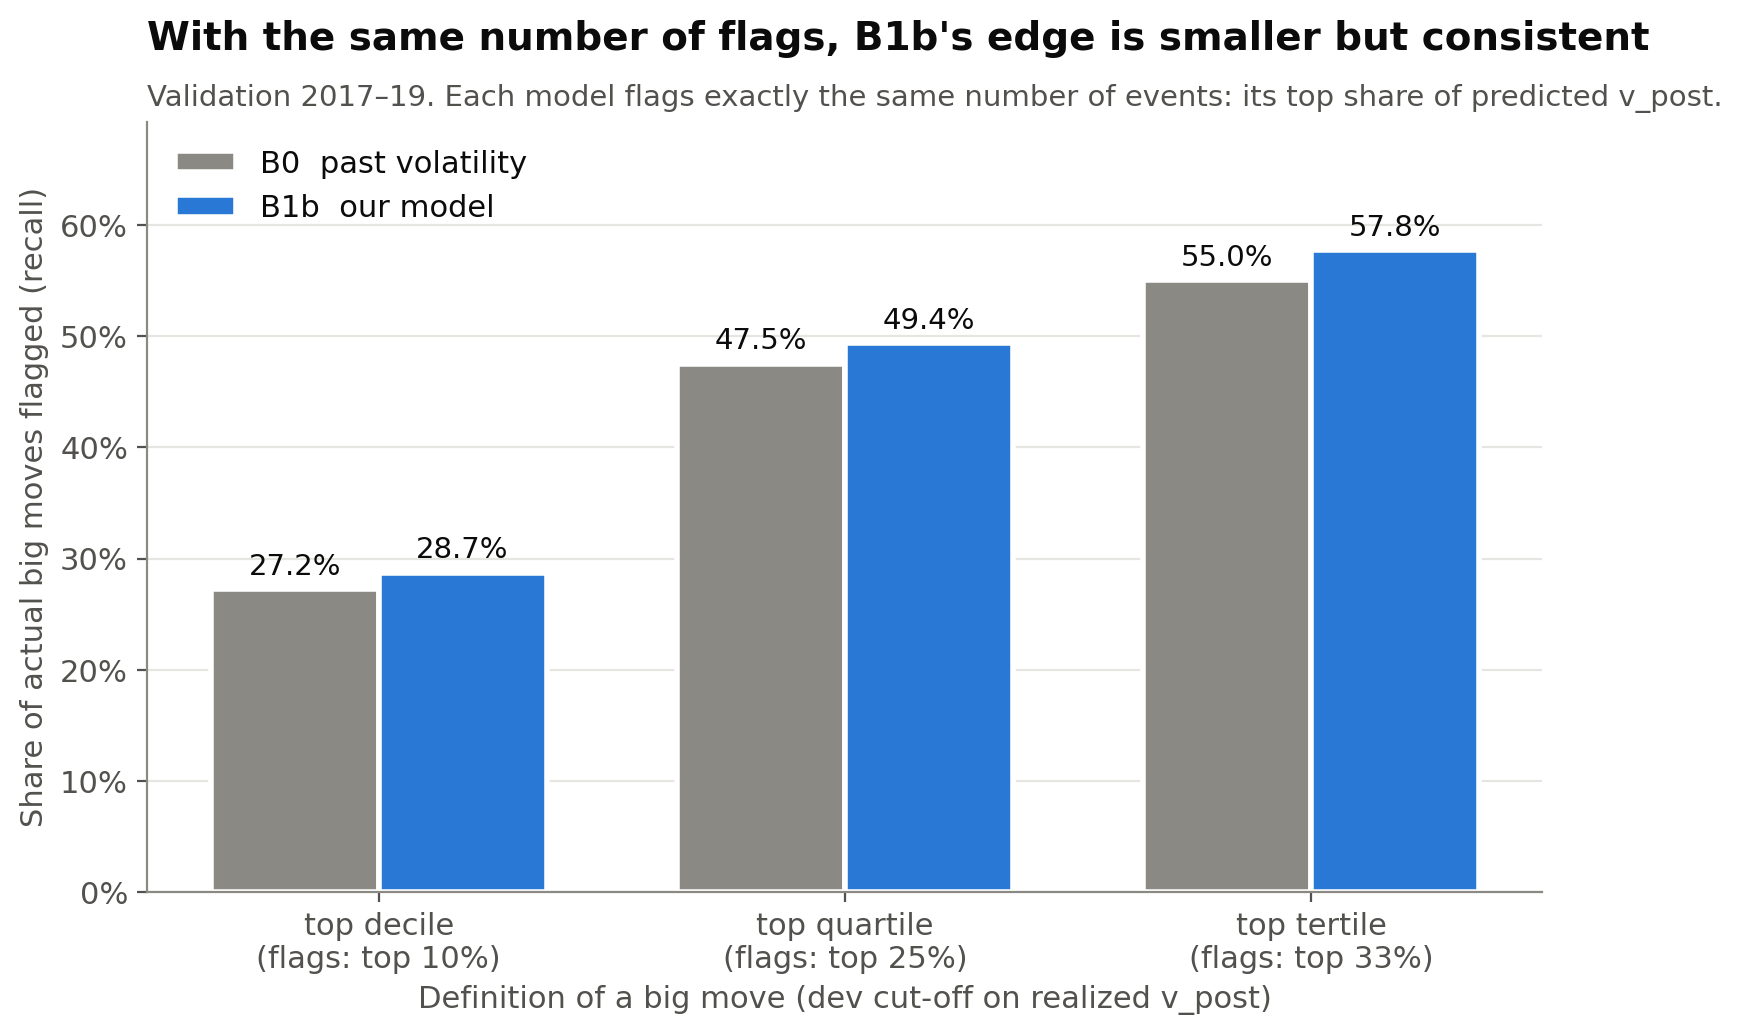 With the same number of flags, B1b's edge is smaller but consistent
Validation 2017–19. Each model flags exactly the same number of events: its top share of predicted v_post.
B0  past volatility
B1b  our model
Share of actual big moves flagged (recall)
60%
50%
40%
30%
20%
10%
0%
27.2%
28.7%
47.5%
49.4%
55.0%
57.8%
top decile
(flags: top 10%)
top quartile
(flags: top 25%)
top tertile
(flags: top 33%)
Definition of a big move (dev cut-off on realized v_post)